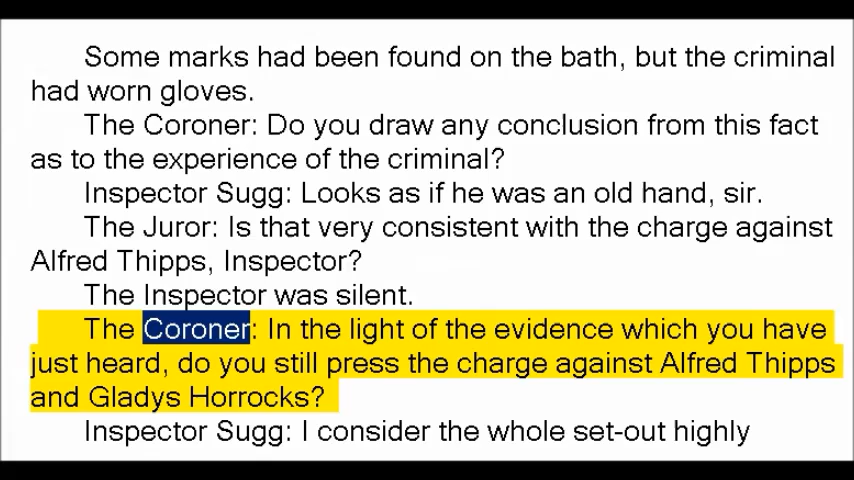 Some marks had been found on the bath, but the criminal
had worn gloves.
The Coroner: Do you draw any conclusion from this fact
as to the experience of the criminal?
Inspector Sugg: Looks as if he was an old hand, sir.
The Juror: Is that very consistent with the charge against
Alfred Thipps, Inspector?
The Inspector was silent.
The Coroner: In the light of the evidence which you have
just heard, do you still press the charge against Alfred Thipps
and Gladys Horrocks?
Inspector Sugg: I consider the whole set-out highly